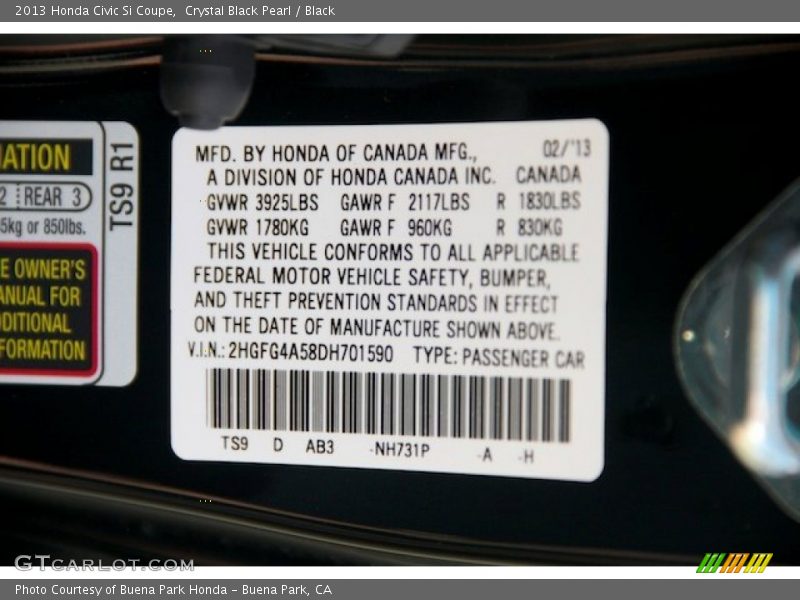 2013 Honda Civic Si Coupe,  Crystal Black Pearl / Black
MATION
2 REAR 3
5kg or 850lbs.
E OWNER'S
ANUAL FOR
DDITIONAL
FORMATION
TS9 R1
MFD. BY HONDA OF CANADA MFG., 02/'13
A DIVISION OF HONDA CANADA INC. CANADA
GVWR 3925LBS GAWR F 2117LBS R 1830LBS
GVWR 1780KG GAWR F 960KG R 830KG
THIS VEHICLE CONFORMS TO ALL APPLICABLE
FEDERAL MOTOR VEHICLE SAFETY, BUMPER,
AND THEFT PREVENTION STANDARDS IN EFFECT
ON THE DATE OF MANUFACTURE SHOWN ABOVE.
V.I.N.: 2HGFG4A58DH701590 TYPE: PASSENGER CAR
TS9 D AB3 -NH731P -A -H
GTCARLOT.COM
Photo Courtesy of Buena Park Honda - Buena Park, CA